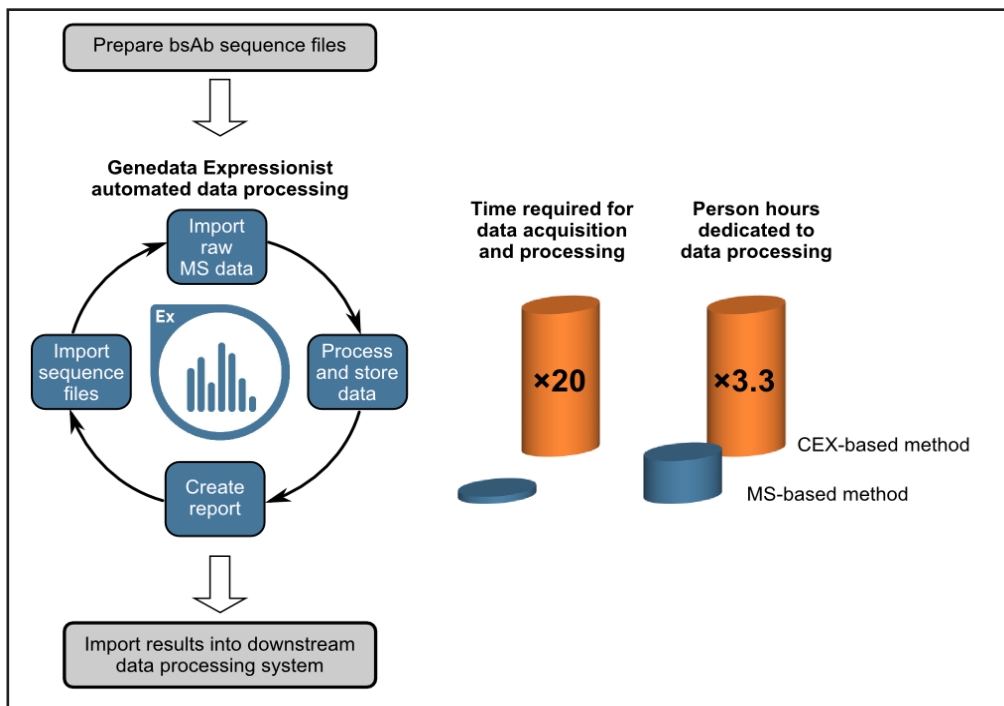 Prepare bsAb sequence files
Genedata Expressionist
automated data processing
Import
raw
MS data
Ex
Import
sequence
files
Process
and store
data
Create
report
Import results into downstream
data processing system
Time required for
data acquisition
and processing
Person hours
dedicated to
data processing
×20
×3.3
CEX-based method
MS-based method